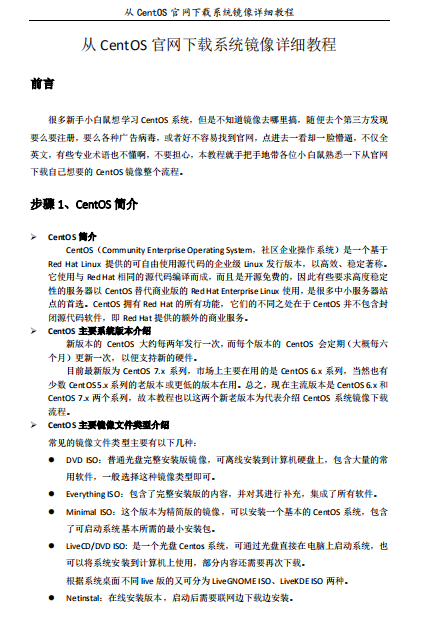 从 CentOS 官网下载系统镜像详细教程
从 CentOS 官网下载系统镜像详细教程
前言
很多新手小白鼠想学习 CentOS 系统，但是不知道镜像去哪里搞，随便去个第三方发现
要么要注册，要么各种广告病毒，或者好不容易找到官网，点进去一看却一脸懵逼，不仅全
英文，有些专业术语也不懂啊，不要担心，本教程就手把手地带各位小白鼠熟悉一下从官网
下载自己想要的 CentOS 镜像整个流程。
步骤 1、CentOS 简介
➢ CentOS 简介
CentOS（Community Enterprise Operating System，社区企业操作系统）是一个基于
Red Hat Linux 提供的可自由使用源代码的企业级 Linux 发行版本，以高效、稳定著称。
它使用与 Red Hat 相同的源代码编译而成，而且是开源免费的，因此有些要求高度稳定
性的服务器以 CentOS 替代商业版的 Red Hat Enterprise Linux 使用，是很多中小服务器站
点的首选。CentOS 拥有 Red Hat 的所有功能，它们的不同之处在于 CentOS 并不包含封
闭源代码软件，即 Red Hat 提供的额外的商业服务。
➢ CentOS 主要系统版本介绍
新版本的 CentOS 大约每两年发行一次，而每个版本的 CentOS 会定期（大概每六
个月）更新一次，以便支持新的硬件。
目前最新版为 CentOS 7.x 系列，市场上主要在用的是 CentOS 6.x 系列，当然也有
少数 CentOS 5.x 系列的老版本或更低的版本在用。总之，现在主流版本是 CentOS 6.x 和
CentOS 7.x 两个系列，故本教程也以这两个新老版本为代表介绍 CentOS 系统镜像下载
流程。
➢ CentOS 主要镜像文件类型介绍
常见的镜像文件类型主要有以下几种：
● DVD ISO：普通光盘完整安装版镜像，可离线安装到计算机硬盘上，包含大量的常
用软件，一般选择这种镜像类型即可。
● Everything ISO：包含了完整安装版的内容，并对其进行补充，集成了所有软件。
● Minimal ISO：这个版本为精简版的镜像，可以安装一个基本的 CentOS 系统，包含
了可启动系统基本所需的最小安装包。
● LiveCD/DVD ISO: 是一个光盘 Centos 系统，可通过光盘直接在电脑上启动系统，也
可以将系统安装到计算机上使用，部分内容还需要再次下载。
根据系统桌面不同 live 版的又可分为 LiveGNOME ISO、LiveKDE ISO 两种。
● Netinstal：在线安装版本，启动后需要联网边下载边安装。